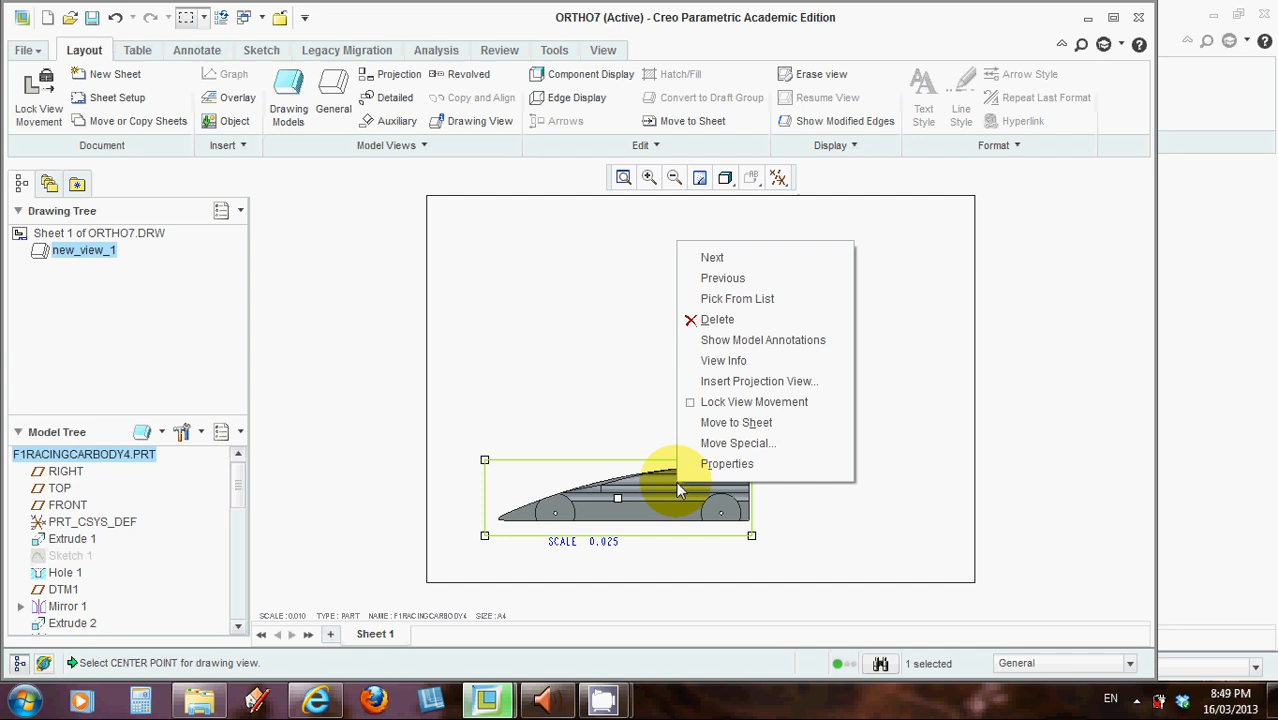 ORTHO7 (Active) - Creo Parametric Academic Edition
File Layout Table Annotate Sketch Legacy Migration Analysis Review Tools View
Lock View Movement
New Sheet
Sheet Setup
Move or Copy Sheets
Document
Graph
Overlay
Object
Insert
Drawing Models
General
Projection
Detailed
Auxiliary
Revolved
Copy and Align
Drawing View
Model Views
Component Display
Edge Display
Arrows
Hatch/Fill
Convert to Draft Group
Move to Sheet
Edit
Erase view
Resume View
Show Modified Edges
Display
Text Style
Line Style
Arrow Style
Repeat Last Format
Hyperlink
Format
Drawing Tree
Sheet 1 of ORTHO7.DRW
new_view_1
Model Tree
F1RACINGCARBODY4.PRT
RIGHT
TOP
FRONT
PRT_CSYS_DEF
Extrude 1
Sketch 1
Hole 1
DTM1
Mirror 1
Extrude 2
Next
Previous
Pick From List
Delete
Show Model Annotations
View Info
Insert Projection View...
Lock View Movement
Move to Sheet
Move Special...
Properties
SCALE 0.025
SCALE : 0.010 TYPE : PART NAME : F1RACINGCARBODY4 SIZE : A4
Sheet 1
Select CENTER POINT for drawing view.
1 selected
General
EN
8:49 PM
16/03/2013